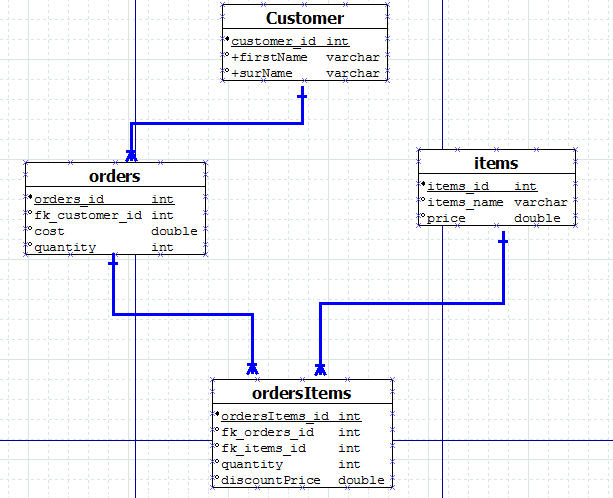 Customer
customer_id int
+firstName varchar
+surName varchar
orders
orders_id int
fk_customer_id int
cost double
quantity int
items
items_id int
items_name varchar
price double
ordersItems
ordersItems_id int
fk_orders_id int
fk_items_id int
quantity int
discountPrice double